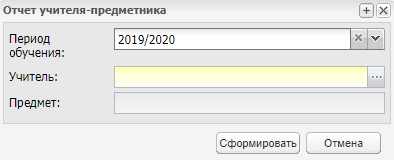 Отчет учителя-предметника
Период обучения:
2019/2020
Учитель:
Предмет:
Сформировать
Отмена